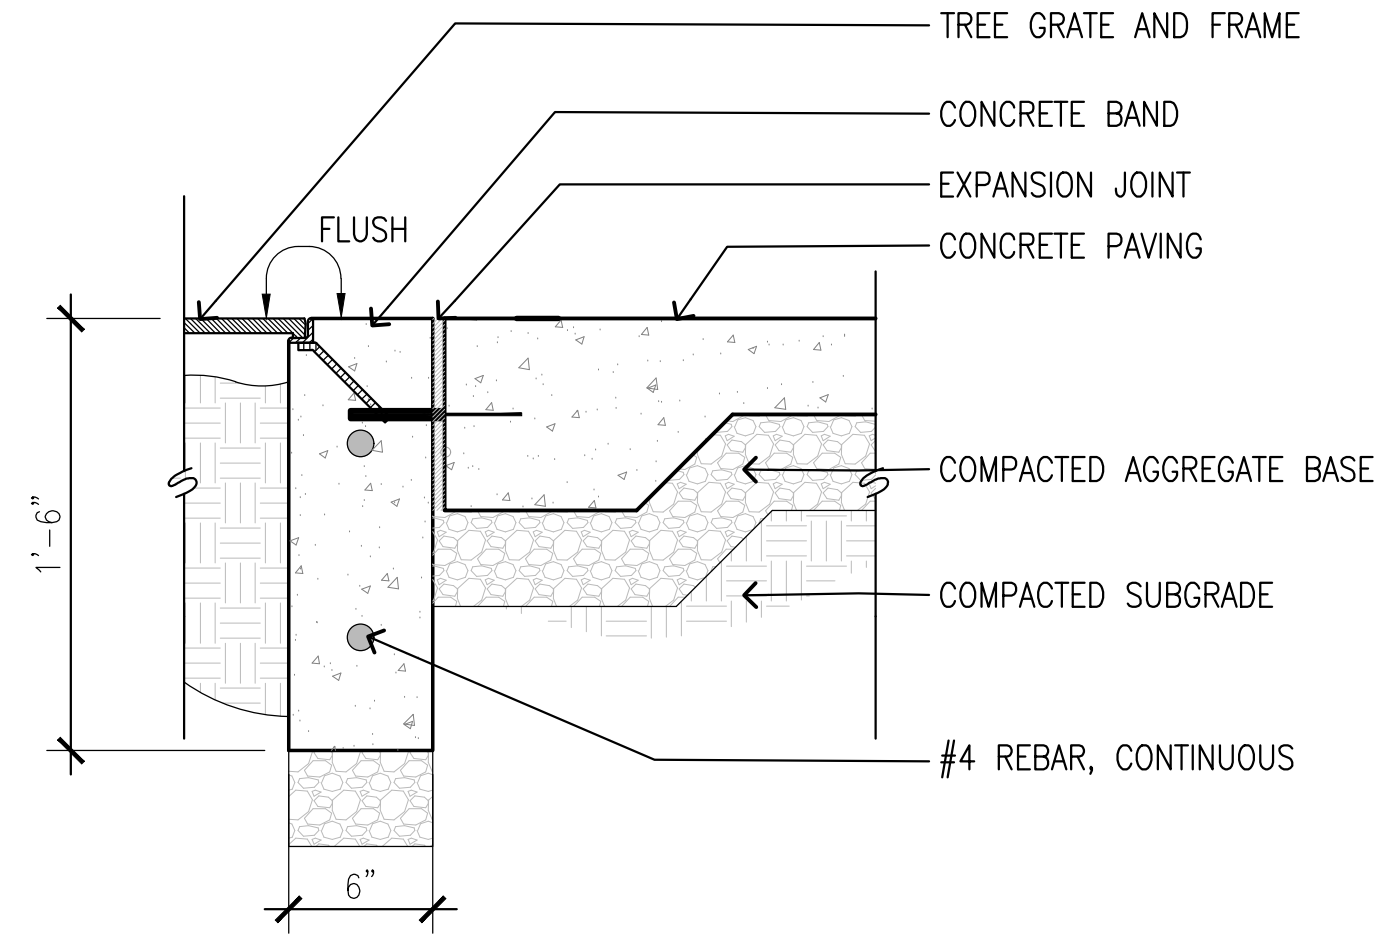 TREE GRATE AND FRAME
CONCRETE BAND
EXPANSION JOINT
FLUSH
CONCRETE PAVING
COMPACTED AGGREGATE BASE
1'-6"
COMPACTED SUBGRADE
#4 REBAR, CONTINUOUS
6"